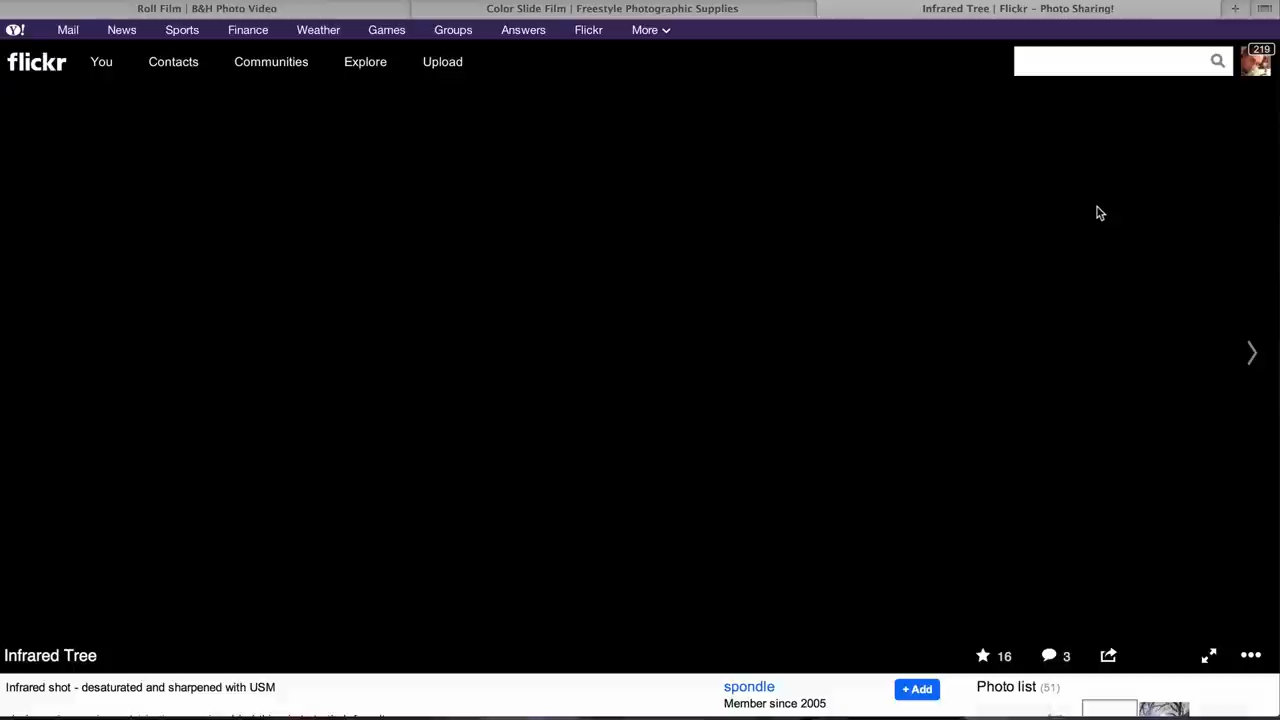 Roll Film | B&H Photo Video
Color Slide Film | Freestyle Photographic Supplies
Infrared Tree | Flickr - Photo Sharing!
Y! Mail News Sports Finance Weather Games Groups Answers Flickr More
flickr You Contacts Communities Explore Upload
219
Infrared Tree
16
3
Infrared shot - desaturated and sharpened with USM
spondle
Member since 2005
+ Add
Photo list (51)